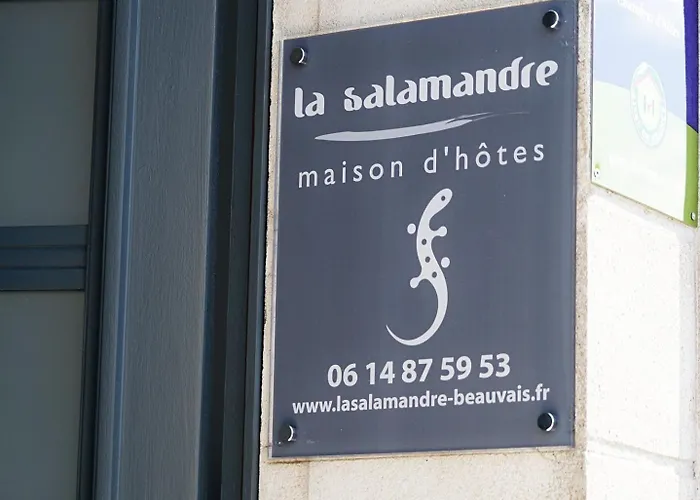 la salamandre
maison d'hôtes
06 14 87 59 53
www.lasalamandre-beauvais.fr